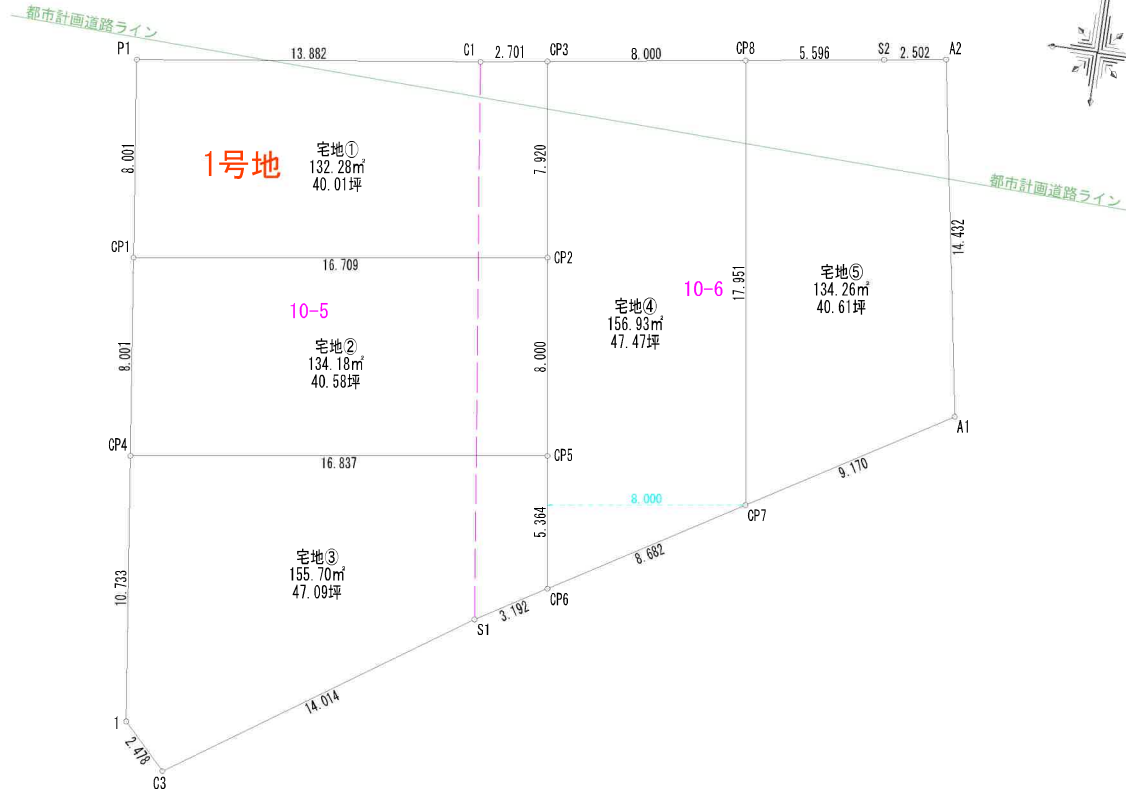 都市計画道路ライン
P1
13.882
C1
2.701
CP3
8.000
CP8
5.596
S2
2.502
A2
8.001
1号地
宅地①
132.28㎡
40.01坪
7.920
都市計画道路ライン
CP1
16.709
CP2
14.432
10-5
10-6
17.951
宅地⑤
134.26㎡
40.61坪
宅地④
156.93㎡
47.47坪
8.001
宅地②
134.18㎡
40.58坪
8.000
CP4
16.837
CP5
A1
9.170
8.000
CP7
5.364
8.682
宅地③
155.70㎡
47.09坪
10.733
CP6
3.192
S1
14.014
1
2.478
C3